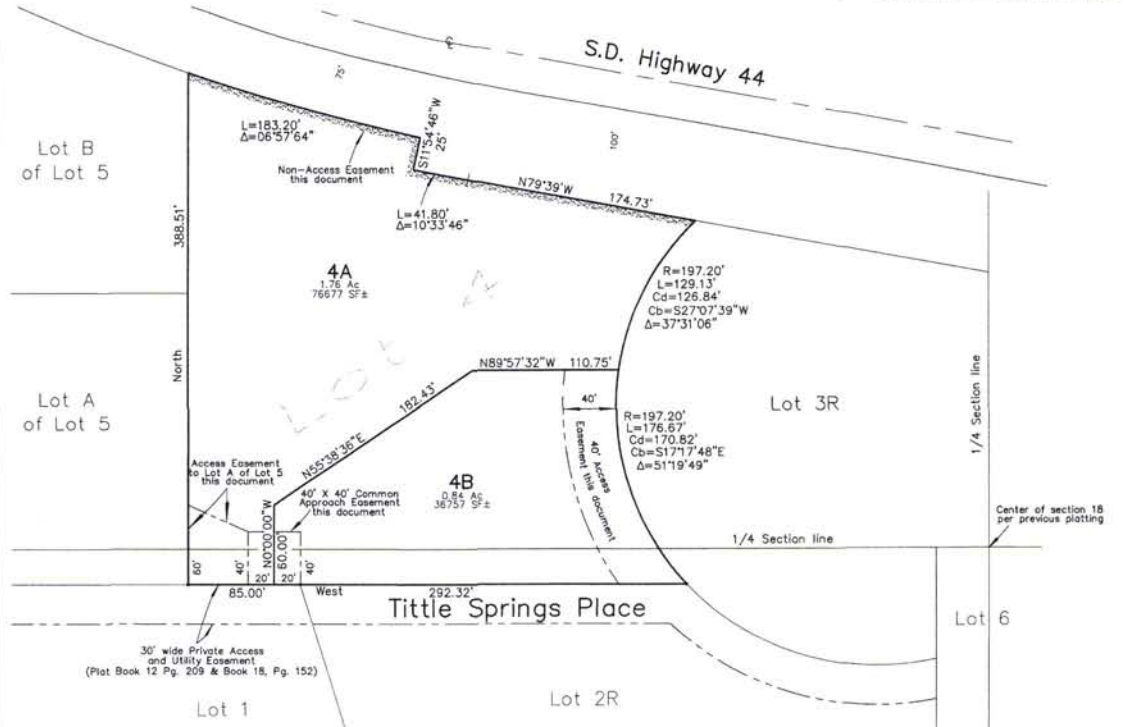 S.D. Highway 44
75'
100'
L=183.20'
Δ=06°57'64"
S11°54'46"W
25'
Lot B
of Lot 5
Non-Access Easement
this document
N79°39'W 174.73'
L=41.80'
Δ=10°33'46"
388.51'
North
4A
1.76 Ac
76677 SF±
LOT 4
R=197.20'
L=129.13'
Cd=126.84'
Cb=S27°07'39"W
Δ=37°31'06"
N89°57'32"W 110.75'
182.43'
N55°38'36"E
40'
40' Access
Easement this document
R=197.20'
L=176.67'
Cd=170.82'
Cb=S17°17'48"E
Δ=51°19'49"
Lot 3R
1/4 Section line
Lot A
of Lot 5
Access Easement
to Lot A of Lot 5
this document
40' X 40' Common
Approach Easement
this document
4B
0.84 Ac
36757 SF±
Center of section 18
per previous platting
1/4 Section line
60'
40'
N0°00'00"W
60.00'
40'
20'
20'
85.00'
West
292.32'
Tittle Springs Place
Lot 6
30' wide Private Access
and Utility Easement
(Plat Book 12 Pg. 209 & Book 18, Pg. 152)
Lot 1
Lot 2R